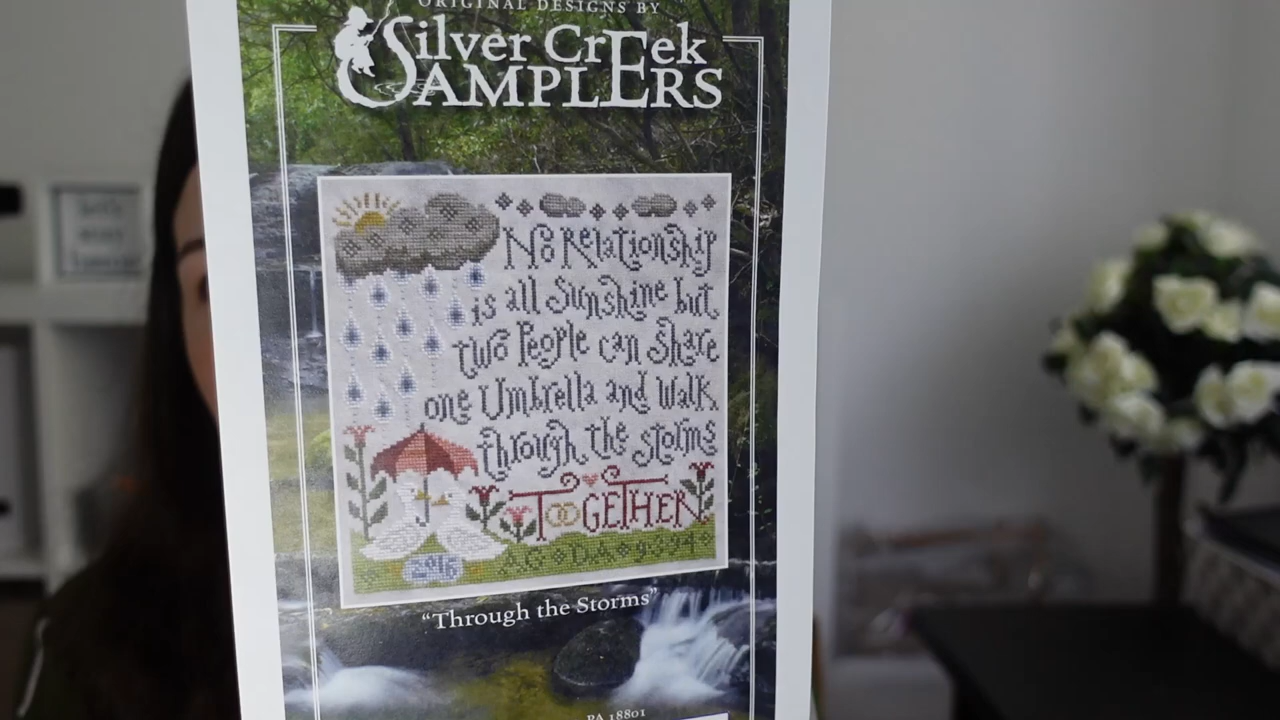 ORIGINAL DESIGNS BY
Silver CrEek
SAMPLERS
No Relationship
is all Sunshine but
two People can Share
one Umbrella and Walk
through the storms
TOGETHER
2016
"Through the Storms"
PA 18801